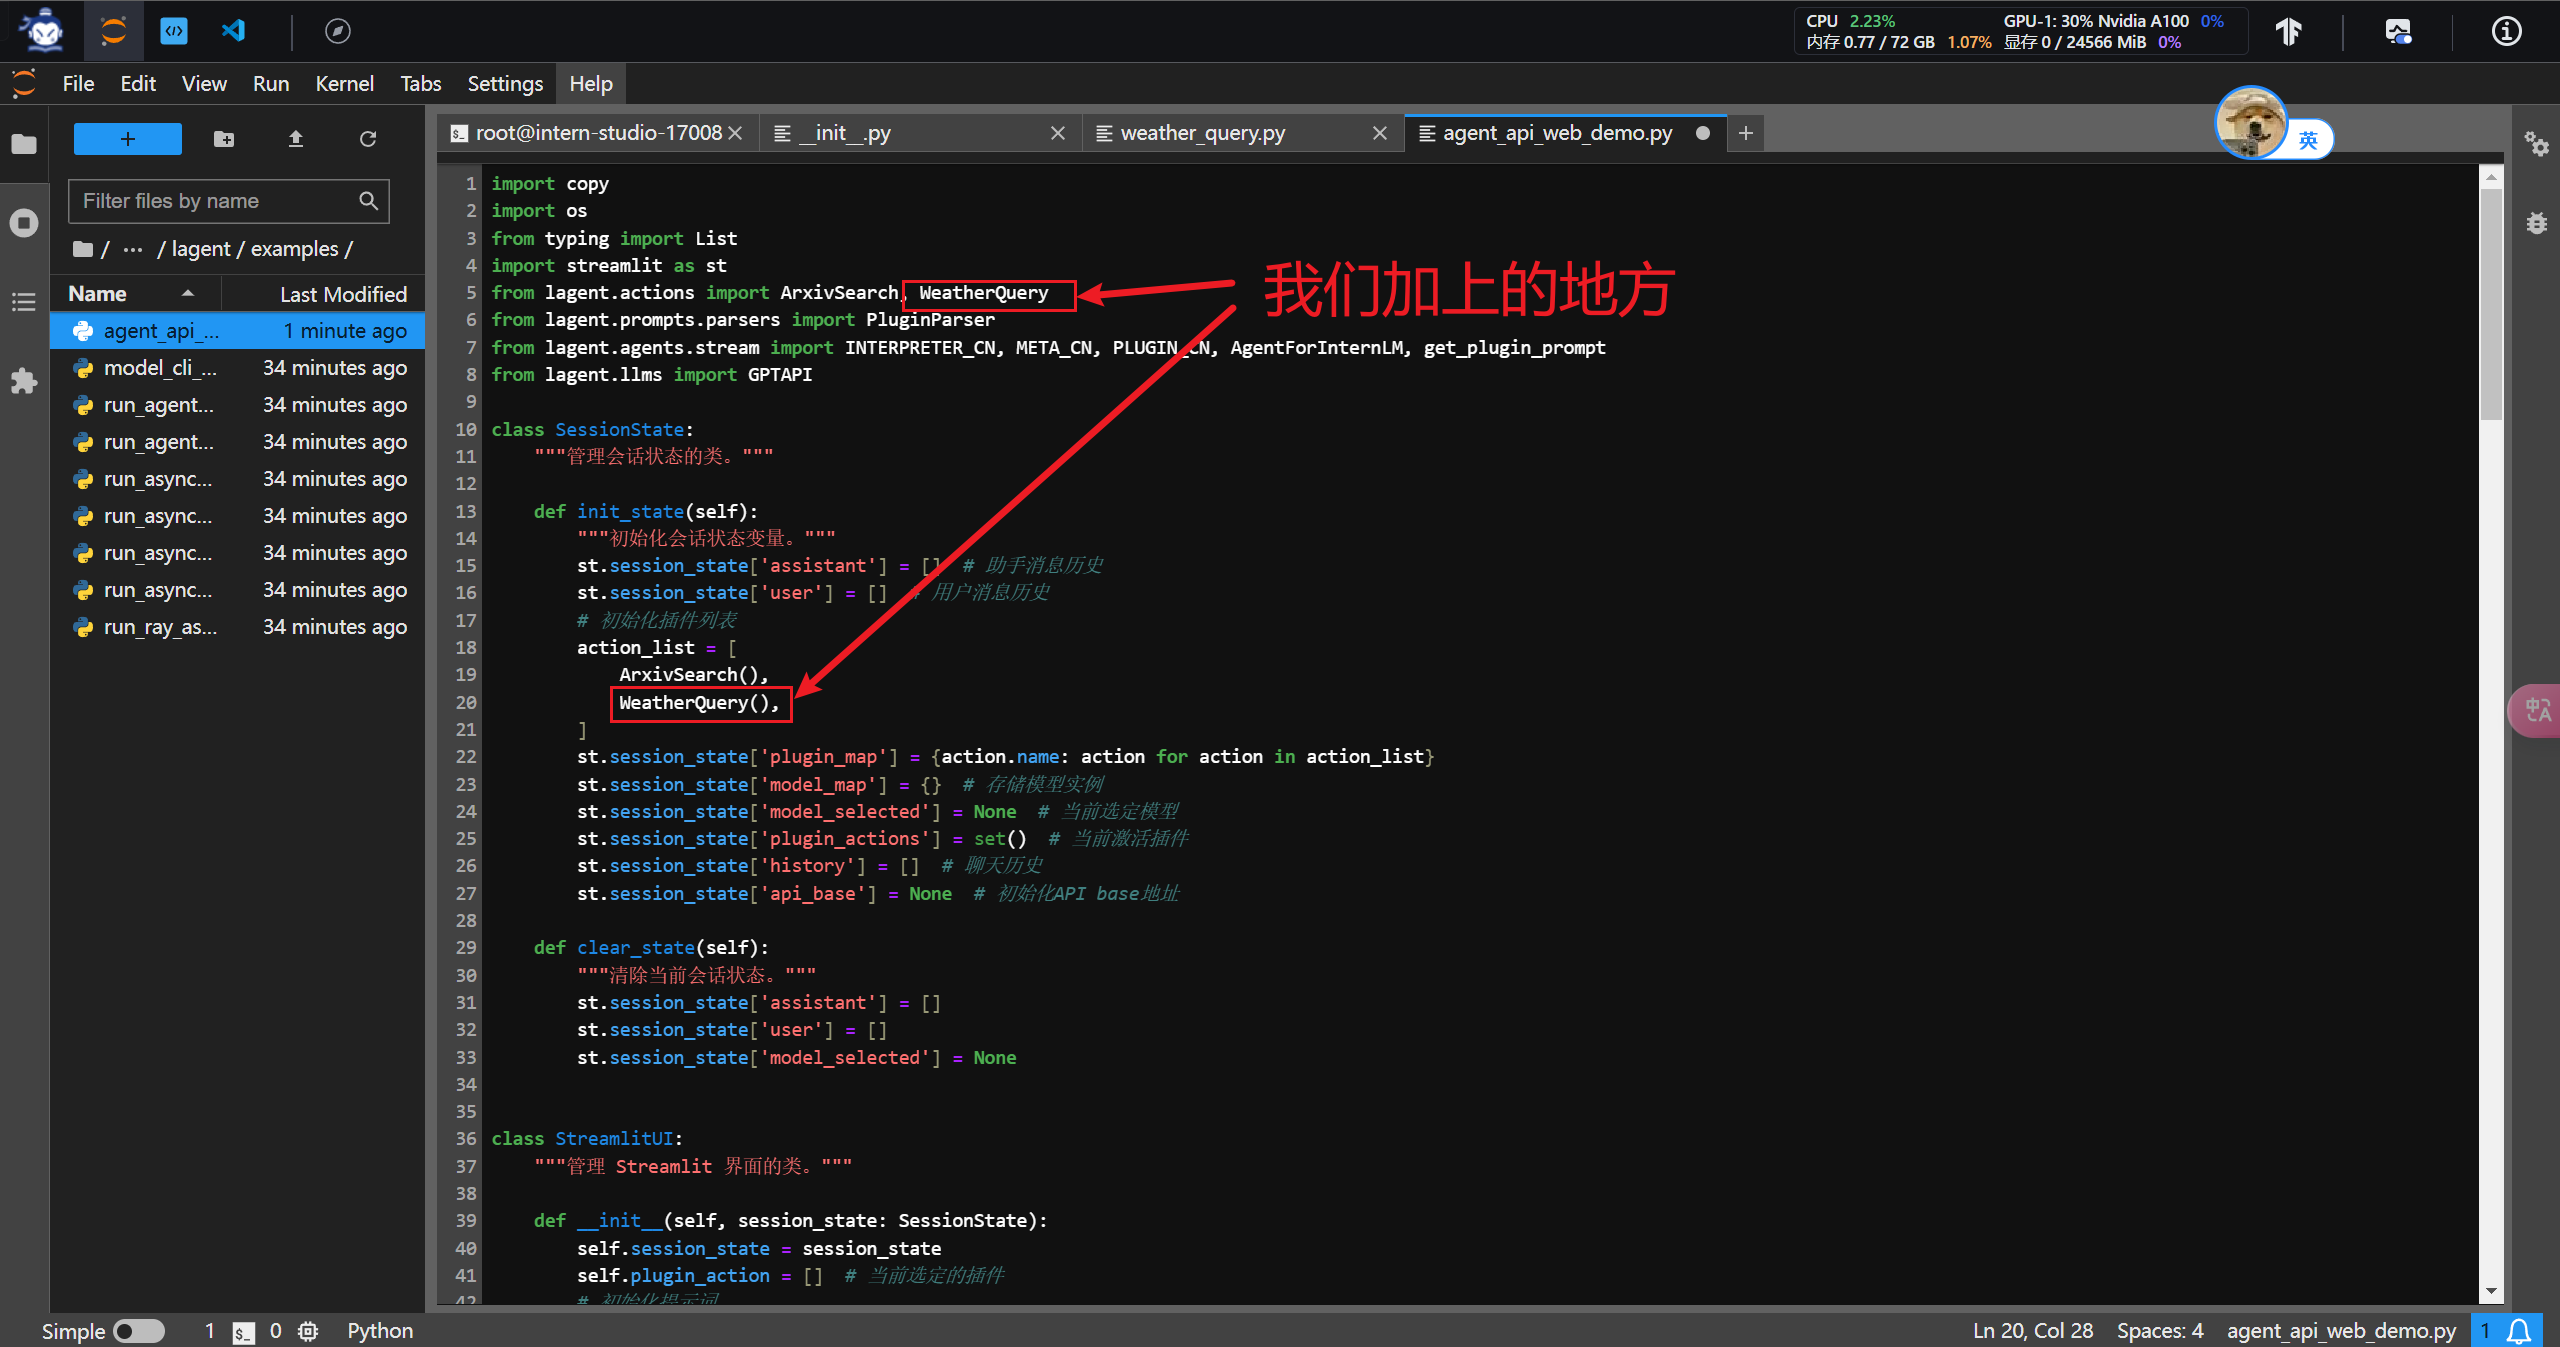 CPU 2.23% GPU-1: 30% Nvidia A100 0%
内存 0.77 / 72 GB 1.07% 显存 0 / 24566 MiB 0%
File Edit View Run Kernel Tabs Settings Help
root@intern-studio-17008 __init__.py weather_query.py agent_api_web_demo.py
英
Filter files by name
/ ··· / lagent / examples /
Name Last Modified
agent_api_... 1 minute ago
model_cli_... 34 minutes ago
run_agent... 34 minutes ago
run_agent... 34 minutes ago
run_async... 34 minutes ago
run_async... 34 minutes ago
run_async... 34 minutes ago
run_async... 34 minutes ago
run_ray_as... 34 minutes ago
我们加上的地方
1 import copy
2 import os
3 from typing import List
4 import streamlit as st
5 from lagent.actions import ArxivSearch, WeatherQuery
6 from lagent.prompts.parsers import PluginParser
7 from lagent.agents.stream import INTERPRETER_CN, META_CN, PLUGIN_CN, AgentForInternLM, get_plugin_prompt
8 from lagent.llms import GPTAPI
9
10 class SessionState:
11 """管理会话状态的类。"""
12
13 def init_state(self):
14 """初始化会话状态变量。"""
15 st.session_state['assistant'] = [] # 助手消息历史
16 st.session_state['user'] = [] # 用户消息历史
17 # 初始化插件列表
18 action_list = [
19 ArxivSearch(),
20 WeatherQuery(),
21 ]
22 st.session_state['plugin_map'] = {action.name: action for action in action_list}
23 st.session_state['model_map'] = {} # 存储模型实例
24 st.session_state['model_selected'] = None # 当前选定模型
25 st.session_state['plugin_actions'] = set() # 当前激活插件
26 st.session_state['history'] = [] # 聊天历史
27 st.session_state['api_base'] = None # 初始化API base地址
28
29 def clear_state(self):
30 """清除当前会话状态。"""
31 st.session_state['assistant'] = []
32 st.session_state['user'] = []
33 st.session_state['model_selected'] = None
34
35
36 class StreamlitUI:
37 """管理 Streamlit 界面的类。"""
38
39 def __init__(self, session_state: SessionState):
40 self.session_state = session_state
41 self.plugin_action = [] # 当前选定的插件
42 # 初始化提示词
Simple 1 0 Python Ln 20, Col 28 Spaces: 4 agent_api_web_demo.py 1